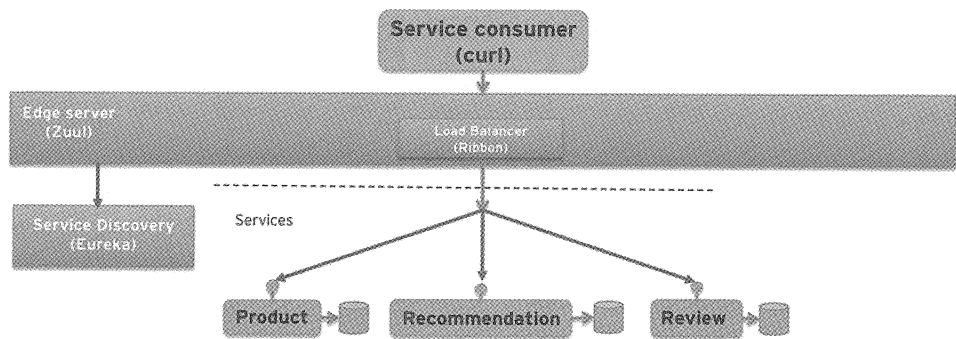 Service consumer
(curl)
Edge server
(Zuul)
Load Balancer
(Ribbon)
Service Discovery
(Eureka)
Services
Product
Recommendation
Review